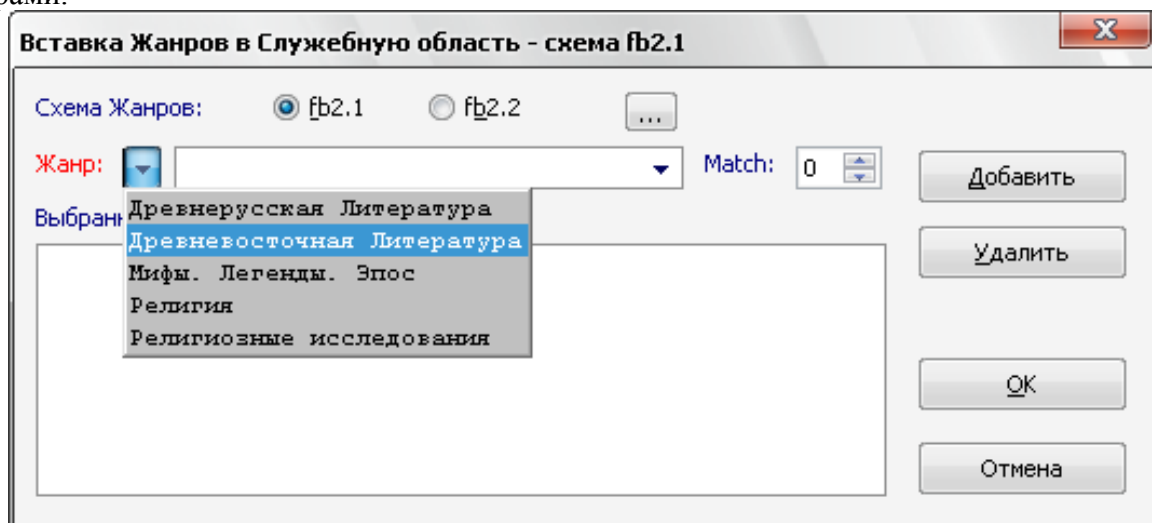 рами.
Вставка Жанров в Служебную область - схема fb2.1
Схема Жанров: fb2.1 fb2.2 ...
Жанр: Match: 0 Добавить
Древнерусская Литература
Древневосточная Литература
Мифы. Легенды. Эпос
Религия
Религиозные исследования
Удалить
OK
Отмена